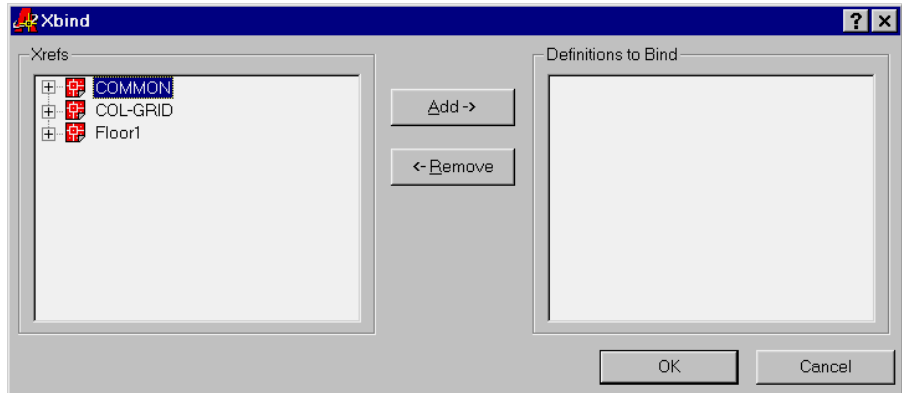 Xbind
Xrefs
COMMON
COL-GRID
Floor1
Add ->
<- Remove
Definitions to Bind
OK
Cancel